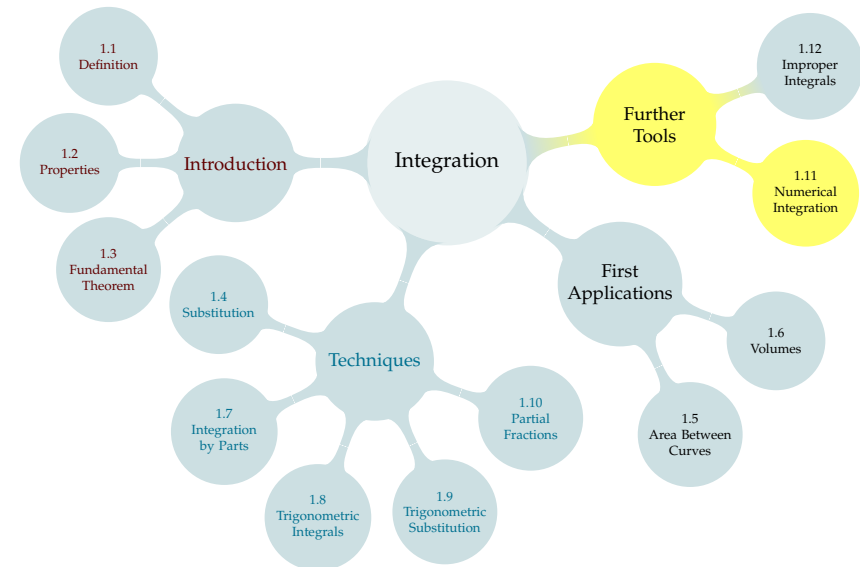 Integration
Introduction
1.1
Definition
1.2
Properties
1.3
Fundamental
Theorem
Techniques
1.4
Substitution
1.7
Integration
by Parts
1.8
Trigonometric
Integrals
1.9
Trigonometric
Substitution
1.10
Partial
Fractions
First
Applications
1.5
Area Between
Curves
1.6
Volumes
Further
Tools
1.11
Numerical
Integration
1.12
Improper
Integrals